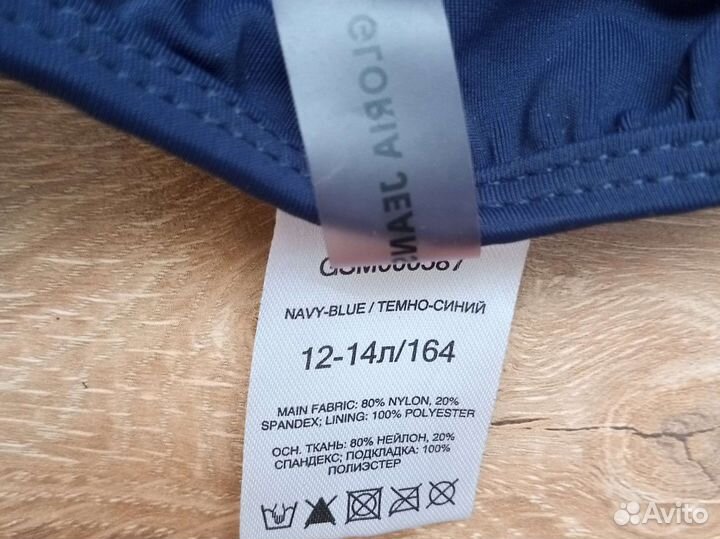 GLORIA JEANS
GSM000587
NAVY-BLUE / ТЕМНО-СИНИЙ
12-14л/164
MAIN FABRIC: 80% NYLON, 20%
SPANDEX; LINING: 100% POLYESTER
ОСН. ТКАНЬ: 80% НЕЙЛОН, 20%
СПАНДЕКС; ПОДКЛАДКА: 100%
ПОЛИЭСТЕР
Avito